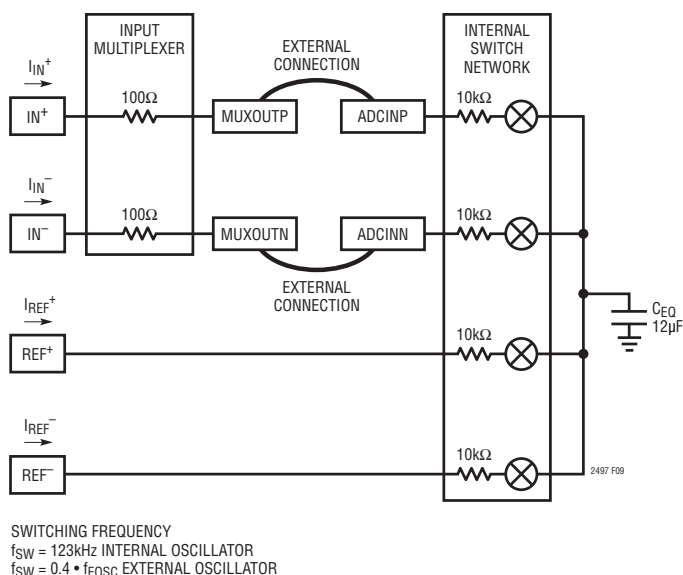 INPUT
MULTIPLEXER
EXTERNAL
CONNECTION
INTERNAL
SWITCH
NETWORK
IIN+
IN+
100Ω
MUXOUTP
ADCINP
10kΩ
IIN–
IN–
100Ω
MUXOUTN
ADCINN
10kΩ
EXTERNAL
CONNECTION
IREF+
REF+
10kΩ
CEQ
12µF
IREF–
REF–
10kΩ
2497 F09
SWITCHING FREQUENCY
fSW = 123kHz INTERNAL OSCILLATOR
fSW = 0.4 • fEOSC EXTERNAL OSCILLATOR